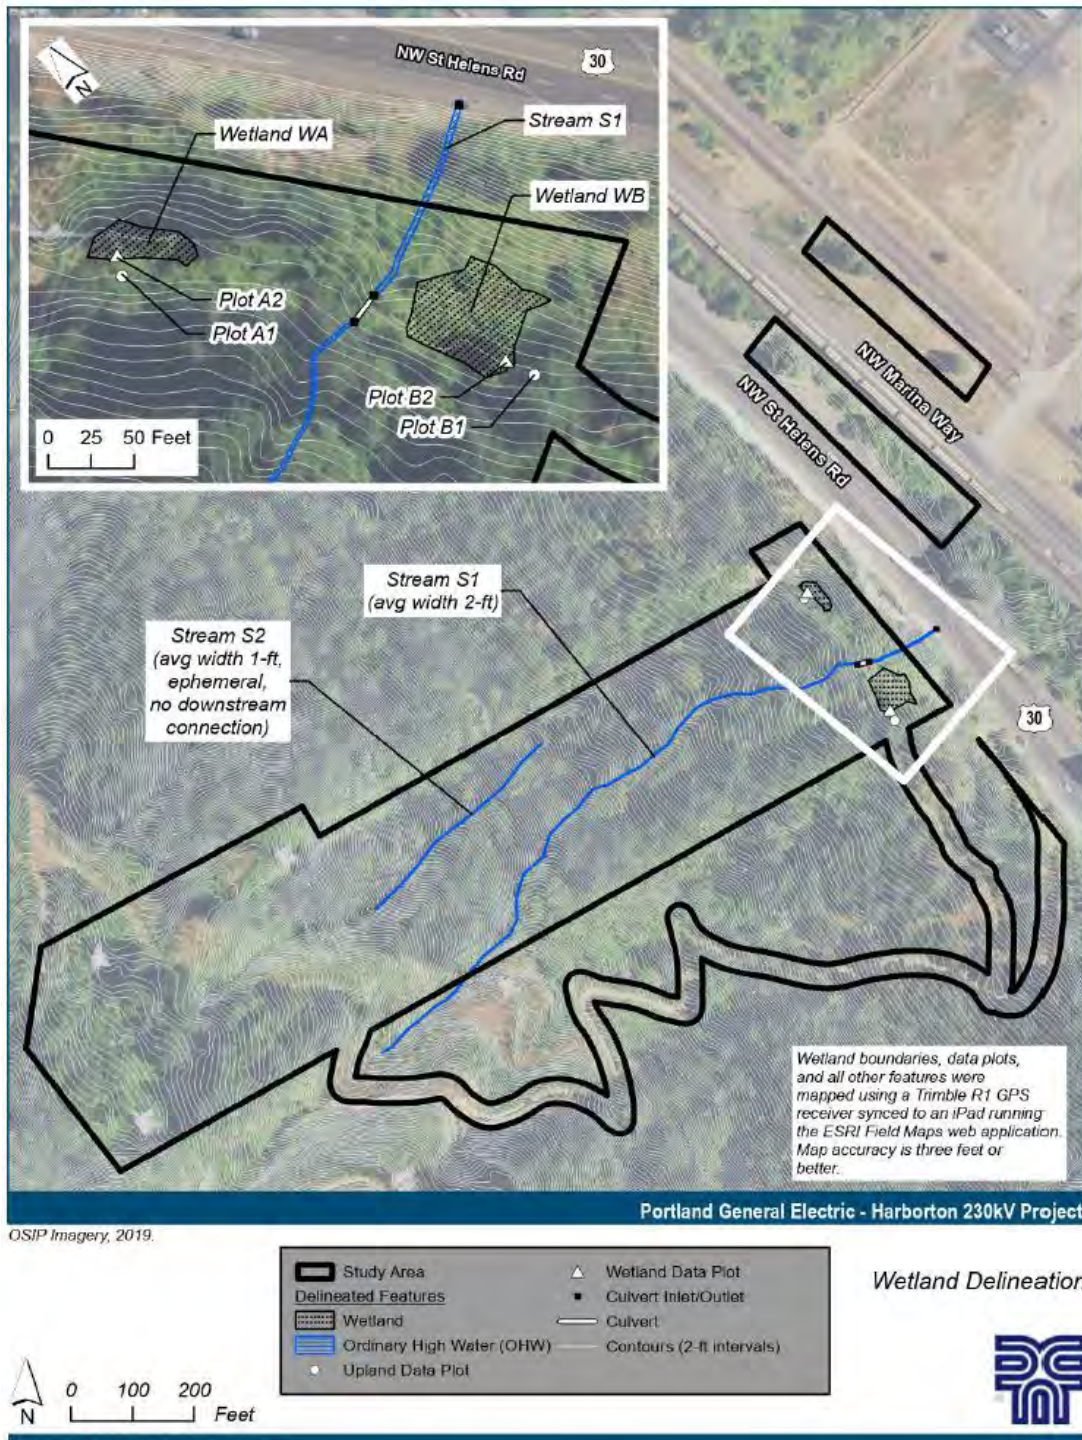 NW St Helens Rd
30
N
Wetland WA
Stream S1
Wetland WB
Plot A2
Plot A1
Plot B2
Plot B1
0 25 50 Feet
NW Marina Way
NW St Helens Rd
Stream S1
(avg width 2-ft)
Stream S2
(avg width 1-ft,
ephemeral,
no downstream
connection)
30
Wetland boundaries, data plots,
and all other features were
mapped using a Trimble R1 GPS
receiver synced to an iPad running
the ESRI Field Maps web application.
Map accuracy is three feet or
better.
Portland General Electric - Harborton 230kV Project
OSIP Imagery, 2019.
Study Area
Delineated Features
Wetland
Ordinary High Water (OHW)
Upland Data Plot
Wetland Data Plot
Culvert Inlet/Outlet
Culvert
Contours (2-ft intervals)
Wetland Delineation
N
0 100 200
Feet